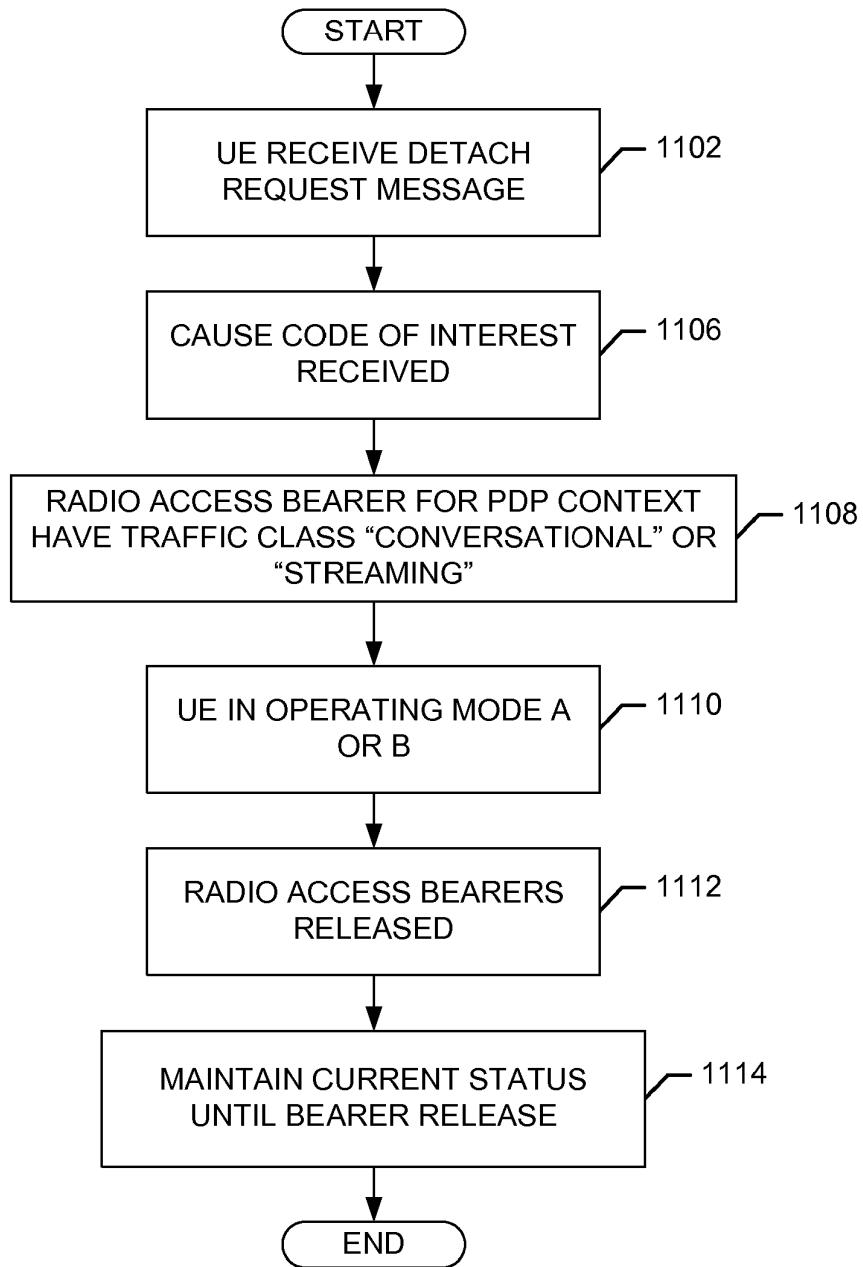 START
UE RECEIVE DETACH
REQUEST MESSAGE
1102
CAUSE CODE OF INTEREST
RECEIVED
1106
RADIO ACCESS BEARER FOR PDP CONTEXT
HAVE TRAFFIC CLASS “CONVERSATIONAL” OR
“STREAMING”
1108
UE IN OPERATING MODE A
OR B
1110
RADIO ACCESS BEARERS
RELEASED
1112
MAINTAIN CURRENT STATUS
UNTIL BEARER RELEASE
1114
END